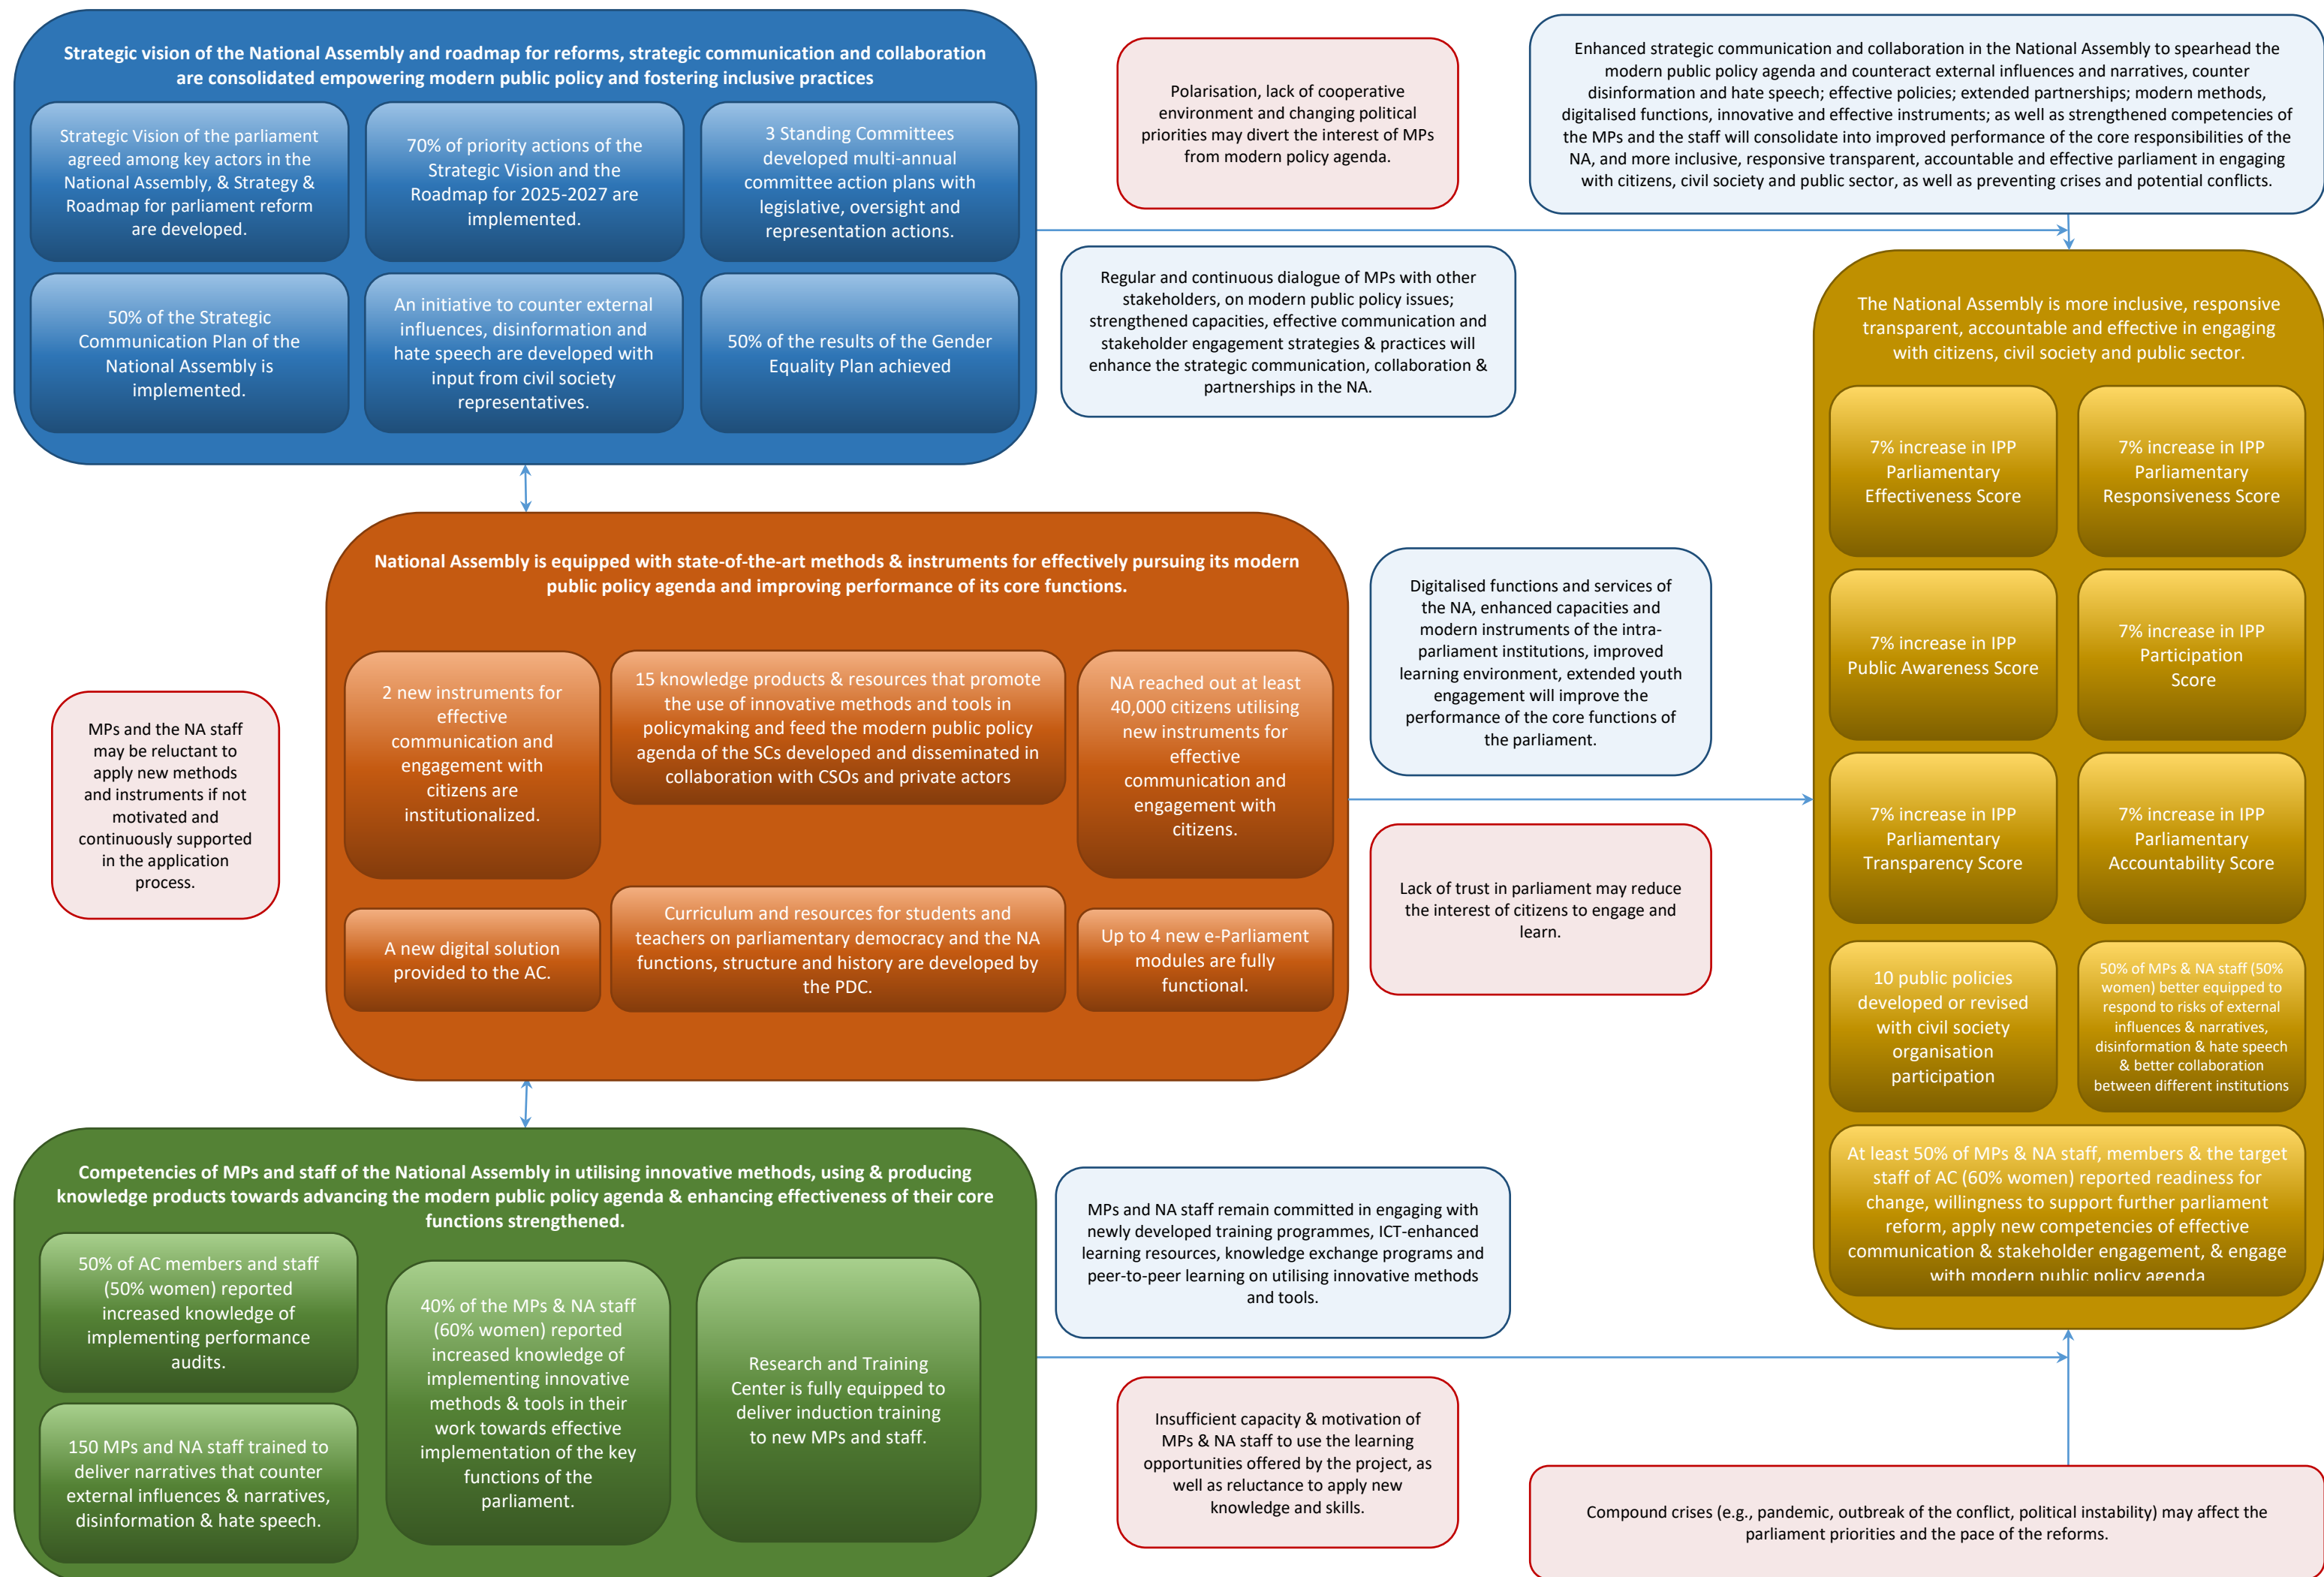 Strategic vision of the National Assembly and roadmap for reforms, strategic communication and collaboration
are consolidated empowering modern public policy and fostering inclusive practices
Strategic Vision of the parliament
agreed among key actors in the
National Assembly, & Strategy &
Roadmap for parliament reform
are developed.
70% of priority actions of the
Strategic Vision and the
Roadmap for 2025-2027 are
implemented.
3 Standing Committees
developed multi-annual
committee action plans with
legislative, oversight and
representation actions.
50% of the Strategic
Communication Plan of the
National Assembly is
implemented.
An initiative to counter external
influences, disinformation and
hate speech are developed with
input from civil society
representatives.
50% of the results of the Gender
Equality Plan achieved
Polarisation, lack of cooperative
environment and changing political
priorities may divert the interest of MPs
from modern policy agenda.
Enhanced strategic communication and collaboration in the National Assembly to spearhead the
modern public policy agenda and counteract external influences and narratives, counter
disinformation and hate speech; effective policies; extended partnerships; modern methods,
digitalised functions, innovative and effective instruments; as well as strengthened competencies of
the MPs and the staff will consolidate into improved performance of the core responsibilities of the
NA, and more inclusive, responsive transparent, accountable and effective parliament in engaging
with citizens, civil society and public sector, as well as preventing crises and potential conflicts.
Regular and continuous dialogue of MPs with other
stakeholders, on modern public policy issues;
strengthened capacities, effective communication and
stakeholder engagement strategies & practices will
enhance the strategic communication, collaboration &
partnerships in the NA.
National Assembly is equipped with state-of-the-art methods & instruments for effectively pursuing its modern
public policy agenda and improving performance of its core functions.
2 new instruments for
effective
communication and
engagement with
citizens are
institutionalized.
15 knowledge products & resources that promote
the use of innovative methods and tools in
policymaking and feed the modern public policy
agenda of the SCs developed and disseminated in
collaboration with CSOs and private actors
NA reached out at least
40,000 citizens utilising
new instruments for
effective
communication and
engagement with
citizens.
A new digital solution
provided to the AC.
Curriculum and resources for students and
teachers on parliamentary democracy and the NA
functions, structure and history are developed by
the PDC.
Up to 4 new e-Parliament
modules are fully
functional.
MPs and the NA staff
may be reluctant to
apply new methods
and instruments if not
motivated and
continuously supported
in the application
process.
Digitalised functions and services of
the NA, enhanced capacities and
modern instruments of the intra-
parliament institutions, improved
learning environment, extended youth
engagement will improve the
performance of the core functions of
the parliament.
Lack of trust in parliament may reduce
the interest of citizens to engage and
learn.
The National Assembly is more inclusive, responsive
transparent, accountable and effective in engaging
with citizens, civil society and public sector.
7% increase in IPP
Parliamentary
Effectiveness Score
7% increase in IPP
Parliamentary
Responsiveness Score
7% increase in IPP
Public Awareness Score
7% increase in IPP
Participation
Score
7% increase in IPP
Parliamentary
Transparency Score
7% increase in IPP
Parliamentary
Accountability Score
10 public policies
developed or revised
with civil society
organisation
participation
50% of MPs & NA staff (50%
women) better equipped to
respond to risks of external
influences & narratives,
disinformation & hate speech
& better collaboration
between different institutions
At least 50% of MPs & NA staff, members & the target
staff of AC (60% women) reported readiness for
change, willingness to support further parliament
reform, apply new competencies of effective
communication & stakeholder engagement, & engage
with modern public policy agenda
Competencies of MPs and staff of the National Assembly in utilising innovative methods, using & producing
knowledge products towards advancing the modern public policy agenda & enhancing effectiveness of their core
functions strengthened.
50% of AC members and staff
(50% women) reported
increased knowledge of
implementing performance
audits.
150 MPs and NA staff trained to
deliver narratives that counter
external influences & narratives,
disinformation & hate speech.
40% of the MPs & NA staff
(60% women) reported
increased knowledge of
implementing innovative
methods & tools in their
work towards effective
implementation of the key
functions of the
parliament.
Research and Training
Center is fully equipped to
deliver induction training
to new MPs and staff.
MPs and NA staff remain committed in engaging with
newly developed training programmes, ICT-enhanced
learning resources, knowledge exchange programs and
peer-to-peer learning on utilising innovative methods
and tools.
Insufficient capacity & motivation of
MPs & NA staff to use the learning
opportunities offered by the project, as
well as reluctance to apply new
knowledge and skills.
Compound crises (e.g., pandemic, outbreak of the conflict, political instability) may affect the
parliament priorities and the pace of the reforms.